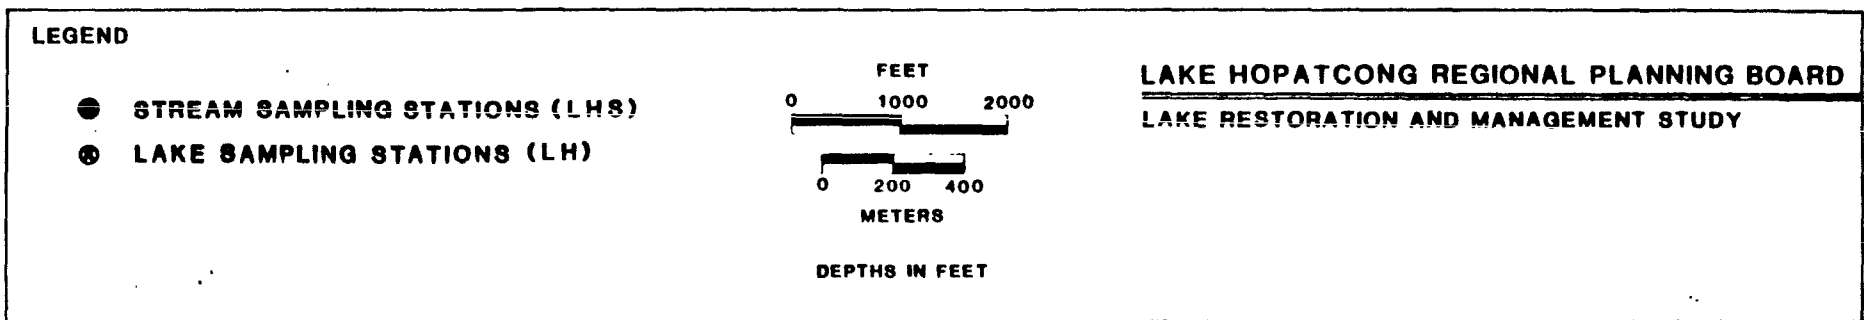 LEGEND
STREAM SAMPLING STATIONS (LHS)
LAKE SAMPLING STATIONS (LH)
FEET
0 1000 2000
0 200 400
METERS
DEPTHS IN FEET
LAKE HOPATCONG REGIONAL PLANNING BOARD
LAKE RESTORATION AND MANAGEMENT STUDY